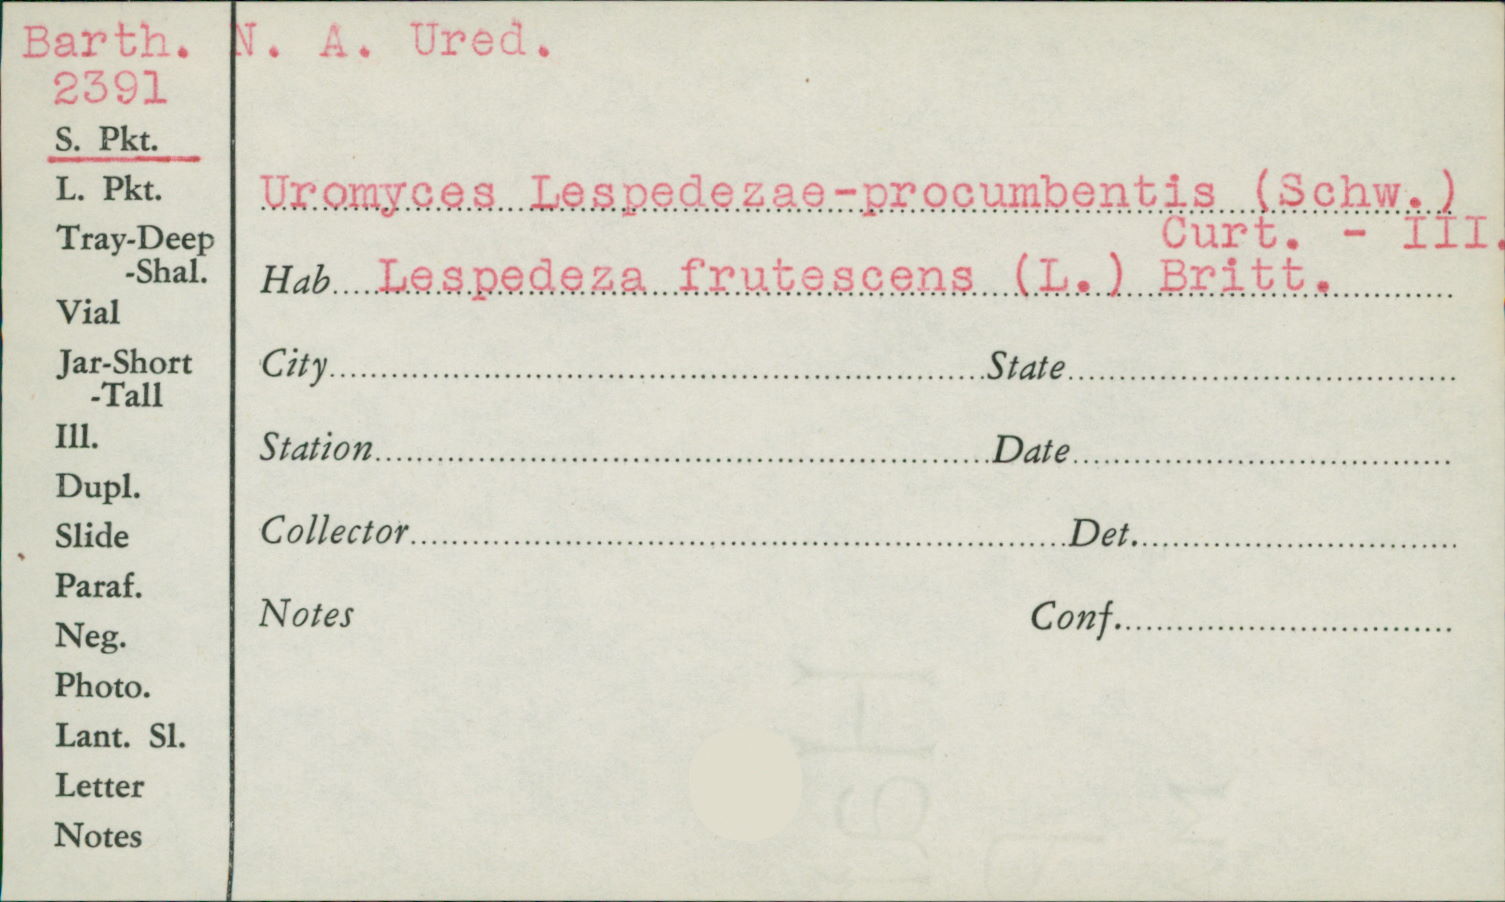 Barth. N. A. Ured.
2391
S. Pkt.
L. Pkt.
Tray-Deep
-Shal.
Vial
Jar-Short
-Tall
Ill.
Dupl.
Slide
Paraf.
Neg.
Photo.
Lant. Sl.
Letter
Notes
Uromyces Lespedezae-procumbentis (Schw.)
Curt. - III.
Hab. Lespedeza frutescens (L.) Britt.
City State
Station Date
Collector Det.
Notes Conf.